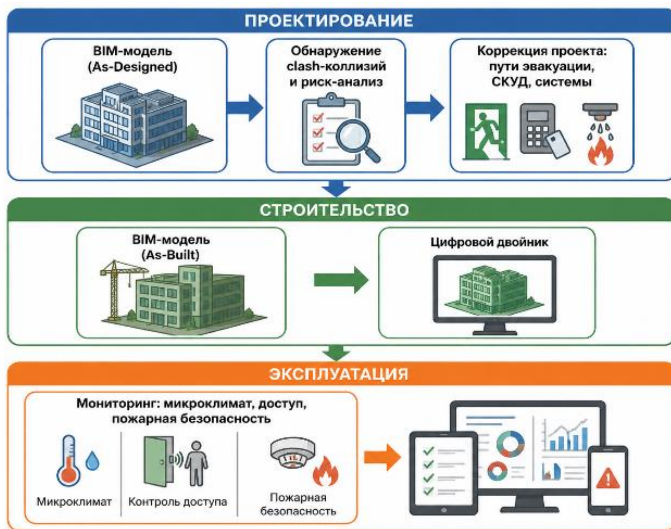 ПРОЕКТИРОВАНИЕ
BIM-модель
(As-Designed)
Обнаружение
clash-коллизий
и риск-анализ
Коррекция проекта:
пути эвакуации,
СКУД, системы
СТРОИТЕЛЬСТВО
BIM-модель
(As-Built)
Цифровой двойник
ЭКСПЛУАТАЦИЯ
Мониторинг: микроклимат, доступ,
пожарная безопасность
Микроклимат
Контроль доступа
Пожарная
безопасность